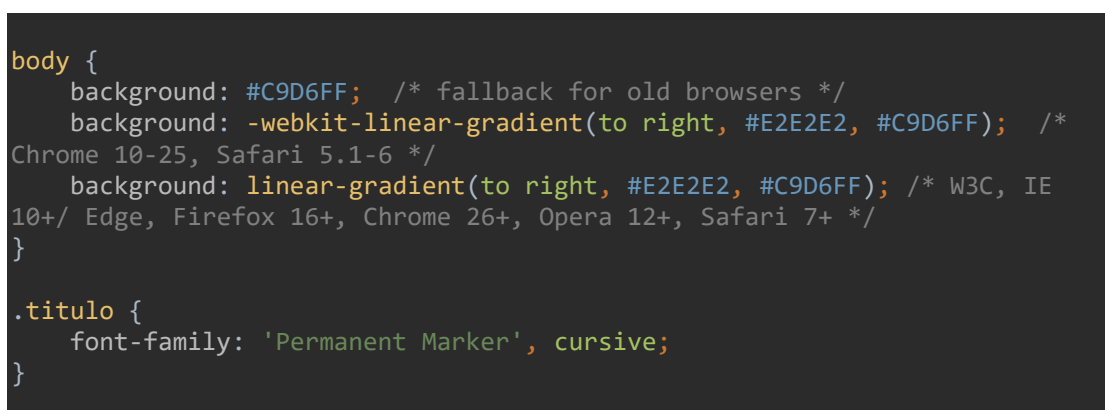 body {
    background: #C9D6FF;  /* fallback for old browsers */
    background: -webkit-linear-gradient(to right, #E2E2E2, #C9D6FF);  /*
Chrome 10-25, Safari 5.1-6 */
    background: linear-gradient(to right, #E2E2E2, #C9D6FF); /* W3C, IE
10+/ Edge, Firefox 16+, Chrome 26+, Opera 12+, Safari 7+ */
}
.titulo {
    font-family: 'Permanent Marker', cursive;
}